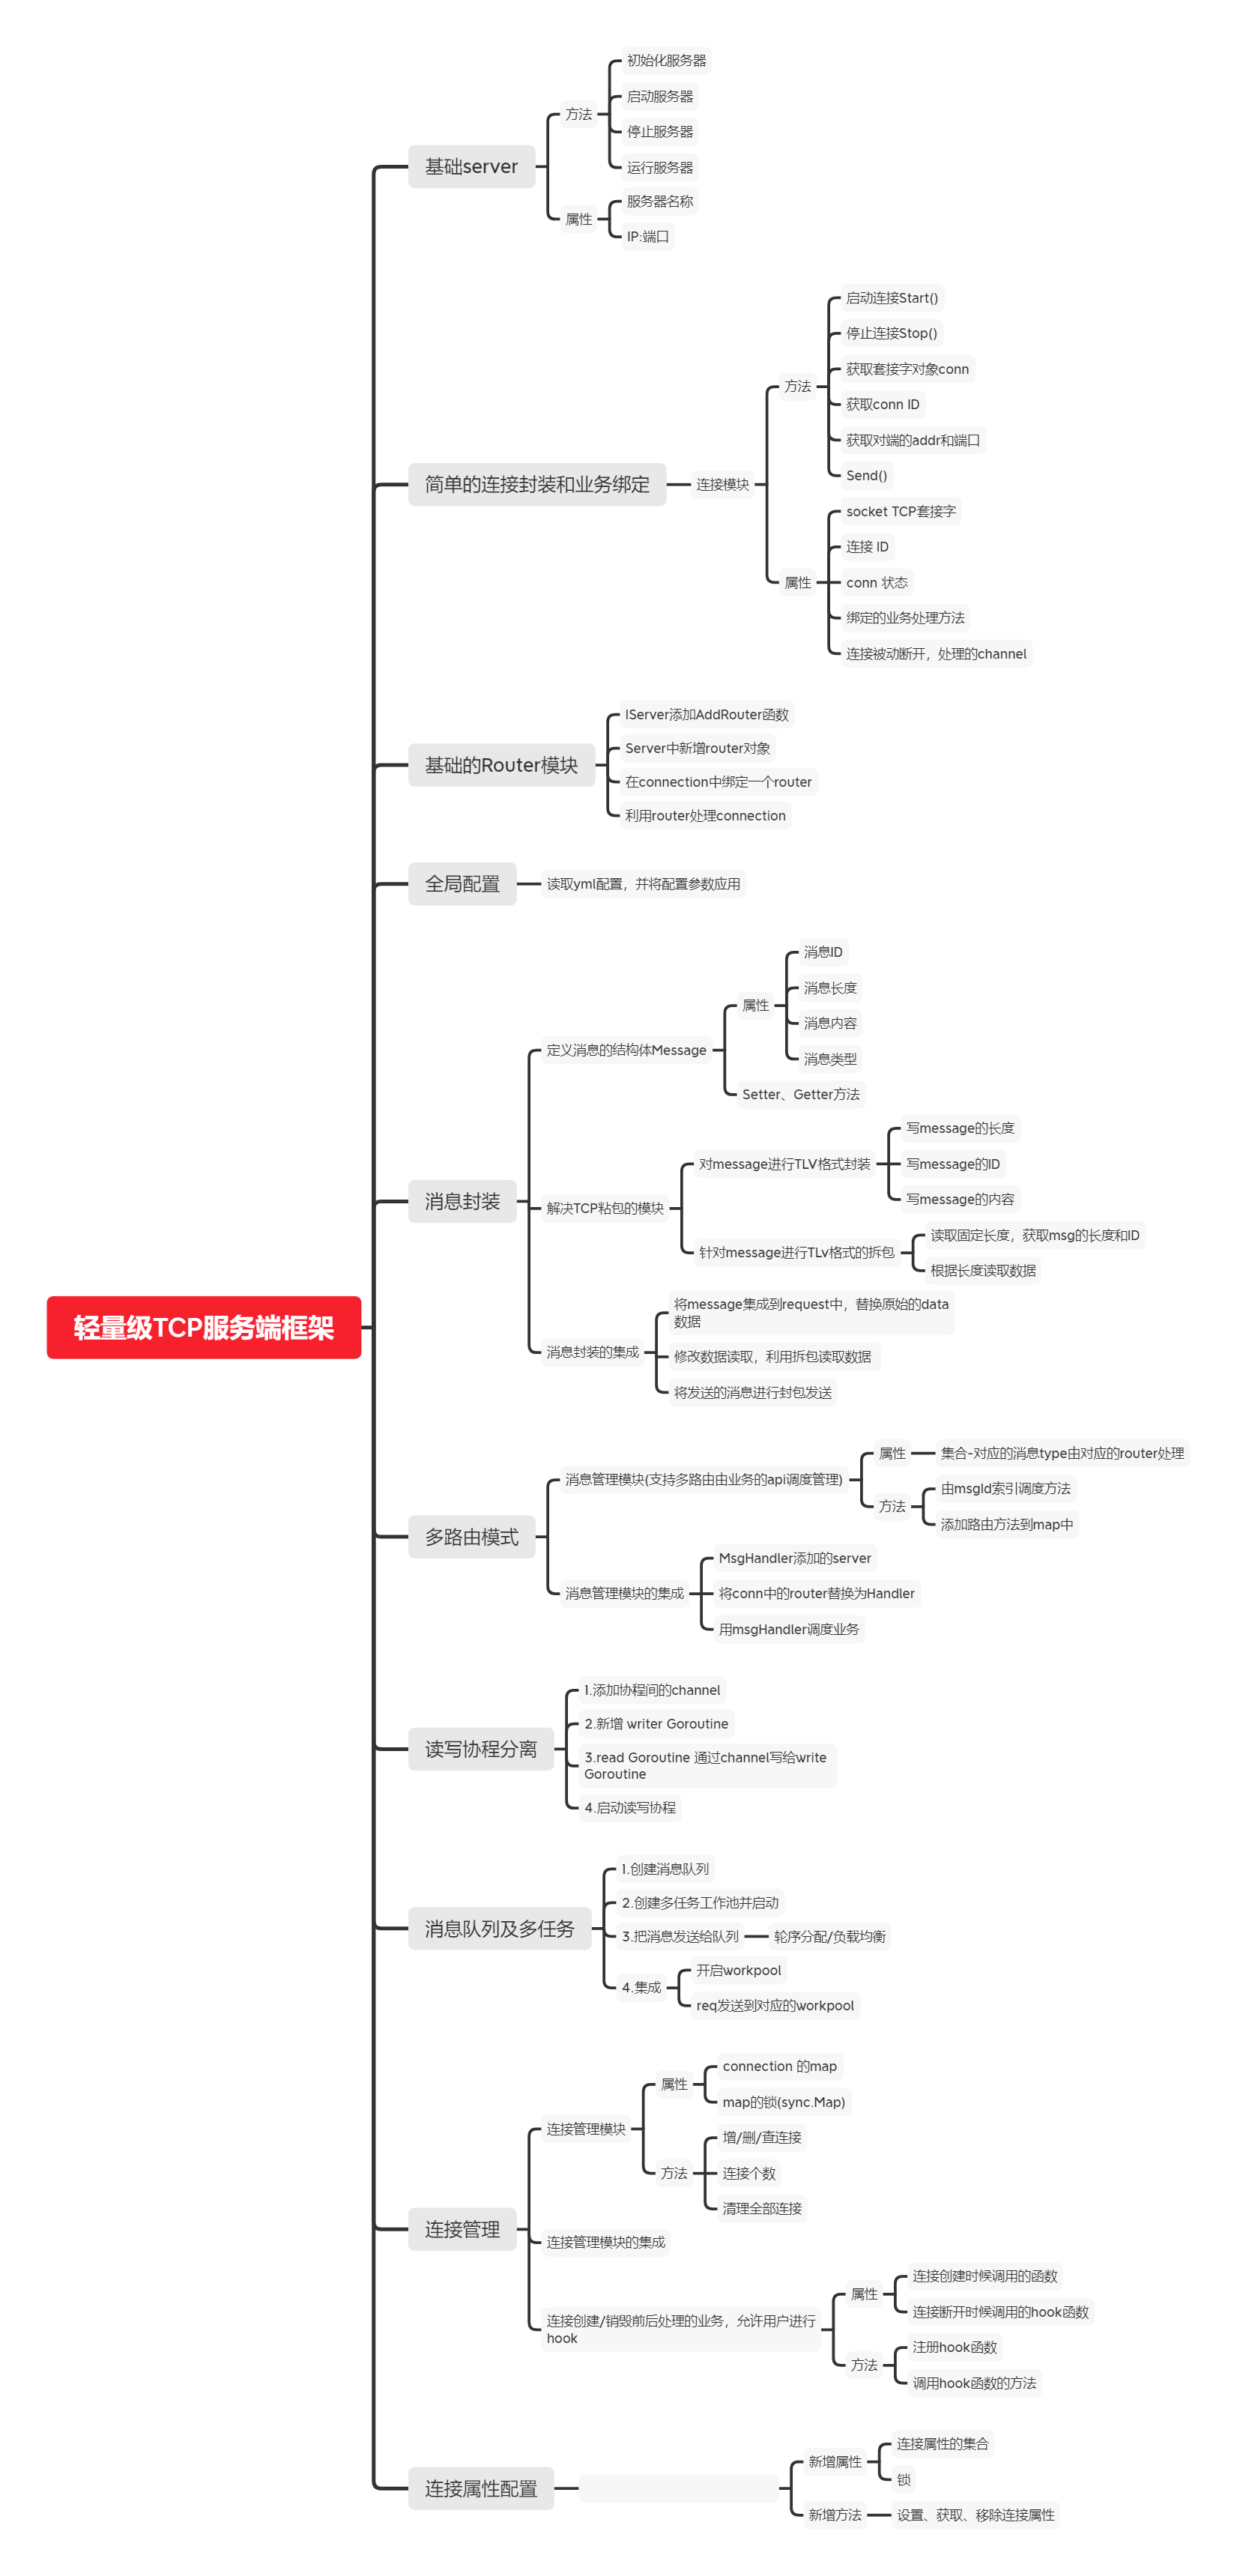 轻量级TCP服务端框架
基础server
方法
初始化服务器
启动服务器
停止服务器
运行服务器
属性
服务器名称
IP:端口
简单的连接封装和业务绑定
连接模块
方法
启动连接Start()
停止连接Stop()
获取套接字对象conn
获取conn ID
获取对端的addr和端口
Send()
属性
socket TCP套接字
连接 ID
conn 状态
绑定的业务处理方法
连接被动断开，处理的channel
基础的Router模块
IServer添加AddRouter函数
Server中新增router对象
在connection中绑定一个router
利用router处理connection
全局配置
读取yml配置，并将配置参数应用
消息封装
定义消息的结构体Message
属性
消息ID
消息长度
消息内容
消息类型
Setter、Getter方法
解决TCP粘包的模块
对message进行TLV格式封装
写message的长度
写message的ID
写message的内容
针对message进行TLv格式的拆包
读取固定长度，获取msg的长度和ID
根据长度读取数据
消息封装的集成
将message集成到request中，替换原始的data
数据
修改数据读取，利用拆包读取数据
将发送的消息进行封包发送
多路由模式
消息管理模块(支持多路由由业务的api调度管理)
属性
集合-对应的消息type由对应的router处理
方法
由msgId索引调度方法
添加路由方法到map中
消息管理模块的集成
MsgHandler添加的server
将conn中的router替换为Handler
用msgHandler调度业务
读写协程分离
1.添加协程间的channel
2.新增 writer Goroutine
3.read Goroutine 通过channel写给write
Goroutine
4.启动读写协程
消息队列及多任务
1.创建消息队列
2.创建多任务工作池并启动
3.把消息发送给队列
轮序分配/负载均衡
4.集成
开启workpool
req发送到对应的workpool
连接管理
连接管理模块
属性
connection 的map
map的锁(sync.Map)
方法
增/删/查连接
连接个数
清理全部连接
连接管理模块的集成
连接创建/销毁前后处理的业务，允许用户进行
hook
属性
连接创建时候调用的函数
连接断开时候调用的hook函数
方法
注册hook函数
调用hook函数的方法
连接属性配置
新增属性
连接属性的集合
锁
新增方法
设置、获取、移除连接属性